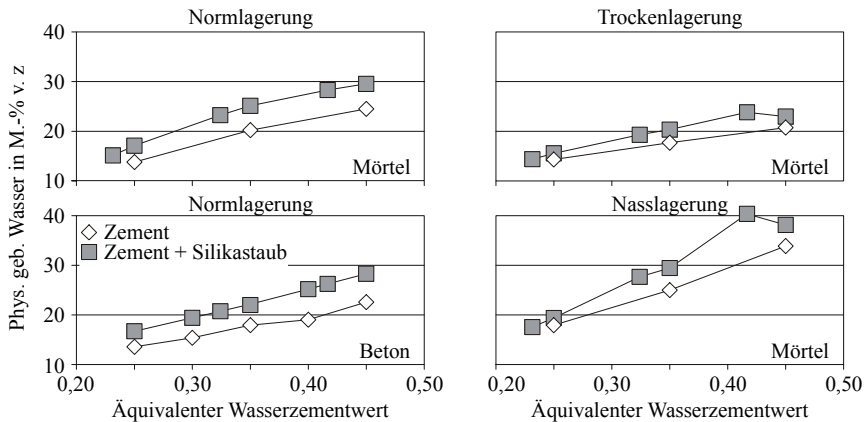 Normlagerung
Trockenlagerung
Phys. geb. Wasser in M.-% v. z
40
30
20
10
Mörtel
Mörtel
Normlagerung
Nasslagerung
40
30
20
10
Zement
Zement + Silikastaub
Beton
Mörtel
0,20 0,30 0,40 0,50
0,20 0,30 0,40 0,50
Äquivalenter Wasserzementwert
Äquivalenter Wasserzementwert